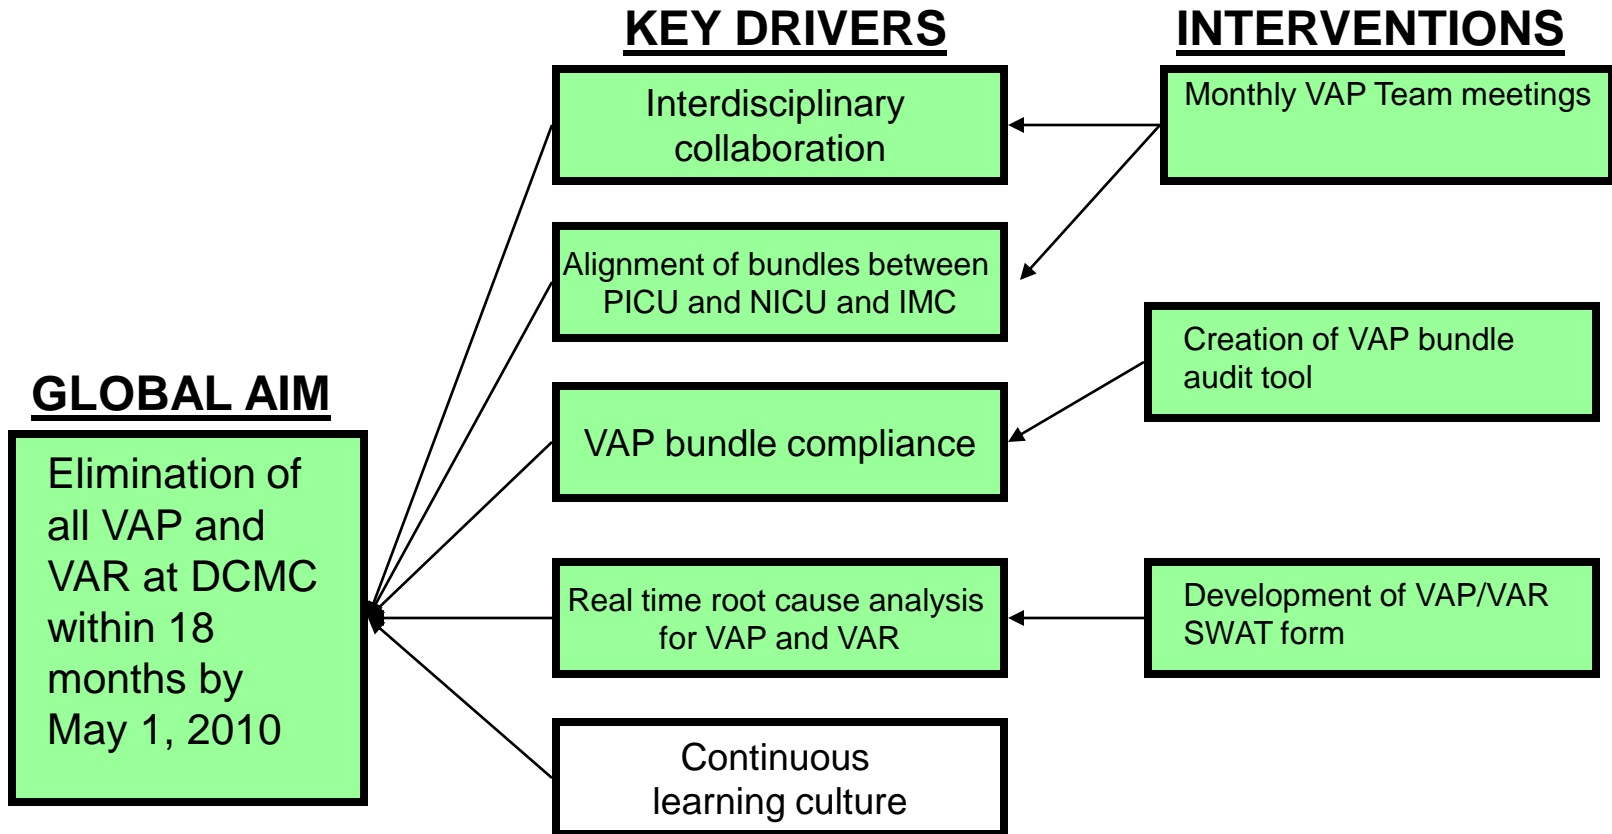 KEY DRIVERS
INTERVENTIONS
Interdisciplinary
collaboration
Monthly VAP Team meetings
Alignment of bundles between
PICU and NICU and IMC
Creation of VAP bundle
audit tool
GLOBAL AIM
Elimination of
all VAP and
VAR at DCMC
within 18
months by
May 1, 2010
VAP bundle compliance
Real time root cause analysis
for VAP and VAR
Development of VAP/VAR
SWAT form
Continuous
learning culture